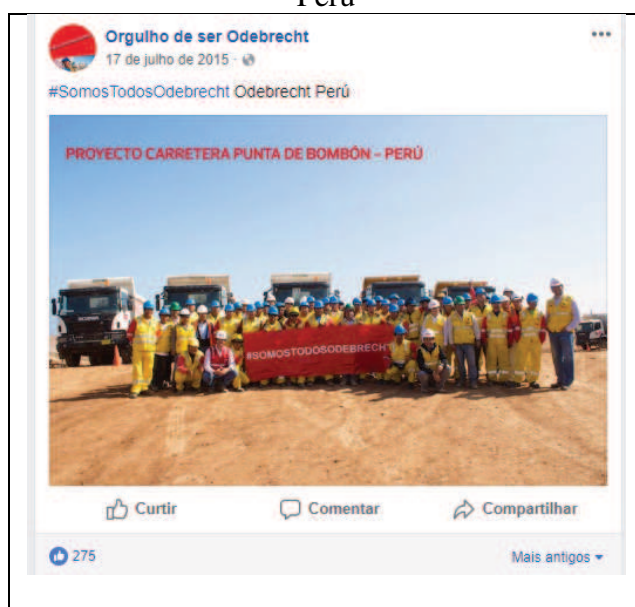 Peru
Orgulho de ser Odebrecht
17 de julho de 2015 ·
#SomosTodosOdebrecht Odebrecht Perú
PROYECTO CARRETERA PUNTA DE BOMBÓN – PERÚ
#SOMOSTODOSODEBRECHT
Curtir
Comentar
Compartilhar
275
Mais antigos